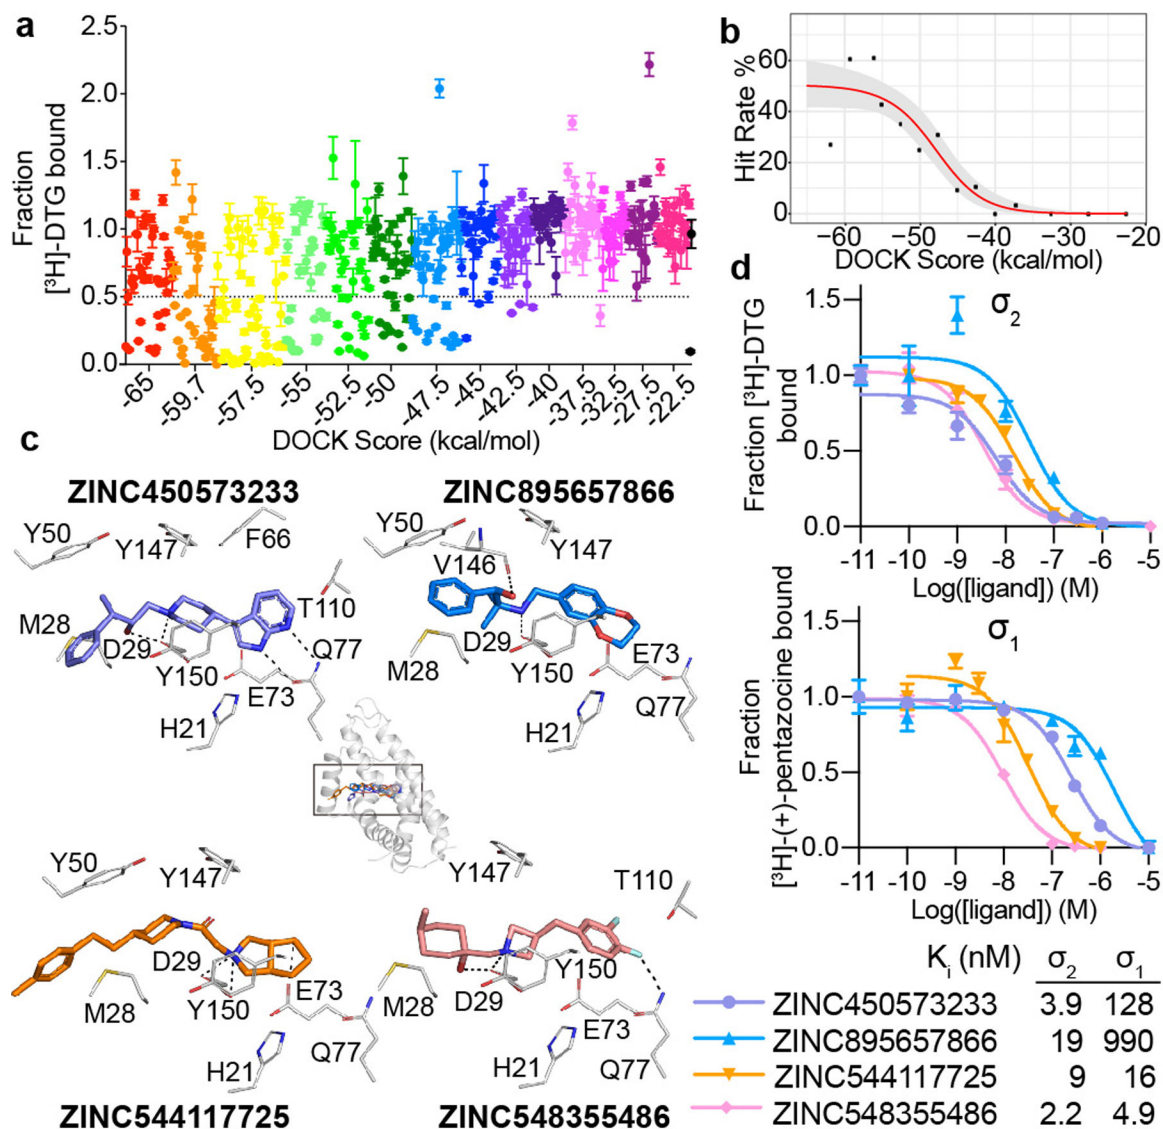 a
2.5
2.0
1.5
1.0
0.5
0.0
Fraction
[³H]-DTG bound
-65
-59.7
-57.5
-55
-52.5
-50
-47.5
-45
-42.5
-40
-37.5
-32.5
-27.5
-22.5
DOCK Score (kcal/mol)
b
Hit Rate %
60
40
20
0
-60
-50
-40
-30
-20
DOCK Score (kcal/mol)
c
ZINC450573233
Y50
Y147
F66
T110
M28
D29
Y150
Q77
E73
H21
ZINC895657866
Y50
Y147
V146
D29
M28
Y150
E73
Q77
H21
Y50
Y147
D29
M28
Y150
E73
Q77
H21
ZINC544117725
Y147
T110
Y150
M28
D29
E73
H21
Q77
ZINC548355486
d
σ₂
Fraction [³H]-DTG
bound
1.5
1.0
0.5
0.0
-11 -10 -9 -8 -7 -6 -5
Log([ligand]) (M)
σ₁
Fraction
[³H]-(+)-pentazocine bound
1.5
1.0
0.5
0.0
-11 -10 -9 -8 -7 -6 -5
Log([ligand]) (M)
Kᵢ (nM) σ₂ σ₁
ZINC450573233 3.9 128
ZINC895657866 19 990
ZINC544117725 9 16
ZINC548355486 2.2 4.9